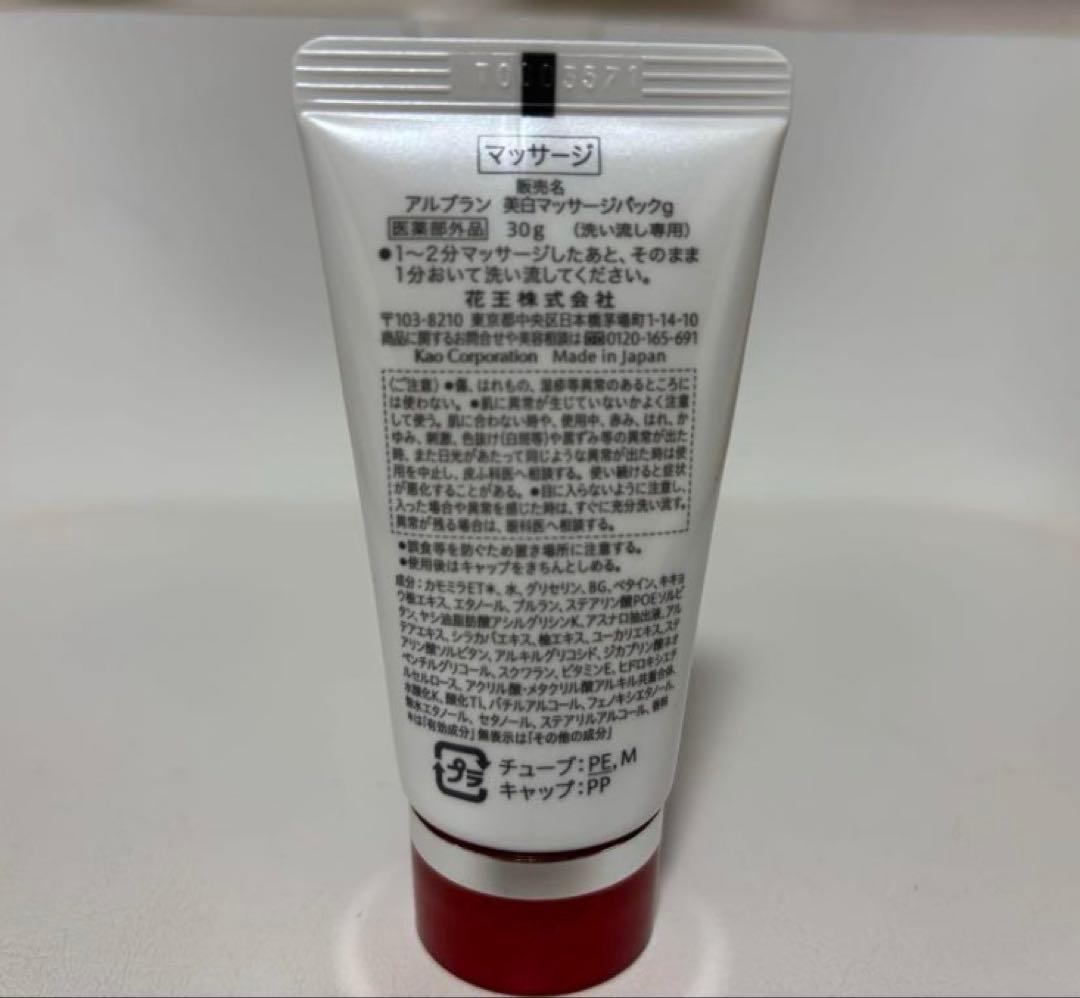 マッサージ
販売名
アルブラン 美白マッサージパックg
医薬部外品 30g (洗い流し専用)
●1～2分マッサージしたあと、そのまま
1分おいて洗い流してください。
花王株式会社
〒103-8210 東京都中央区日本橋茅場町1-14-10
商品に関するお問合せや美容相談は 0120-165-691
Kao Corporation Made in Japan
〈ご注意〉●傷、はれもの、湿疹等異常のあるところに
は使わない。●肌に異常が生じていないかよく注意
して使う。肌に合わない時や、使用中、赤み、はれ、か
ゆみ、刺激、色抜け(白斑等)や黒ずみ等の異常が出た
時、また日光があたって同じような異常が出た時は使
用を中止し、皮ふ科医へ相談する。使い続けると症状
が悪化することがある。●目に入らないように注意し、
入った場合や異常を感じた時は、すぐに充分洗い流す。
異常が残る場合は、眼科医へ相談する。
●誤食等を防ぐため置き場所に注意する。
●使用後はキャップをきちんとしめる。
成分：カモミラET＊、水、グリセリン、BG、ベタイン、キキョ
ウ根エキス、エタノール、プルラン、ステアリン酸POEソルビ
タン、ヤシ油脂肪酸アシルグリシンK、アスナロ抽出液、アル
テアエキス、シラカバエキス、楡エキス、ユーカリエキス、ステ
アリン酸ソルビタン、アルキルグリコシド、ジカプリン酸ネオ
ペンチルグリコール、スクワラン、ビタミンE、ヒドロキシエチ
ルセルロース、アクリル酸・メタクリル酸アルキル共重合体、
水酸化K、酸化Ti、バチルアルコール、フェノキシエタノール、
無水エタノール、セタノール、ステアリルアルコール、香料
＊は「有効成分」無表示は「その他の成分」
プラ
チューブ：PE,M
キャップ：PP